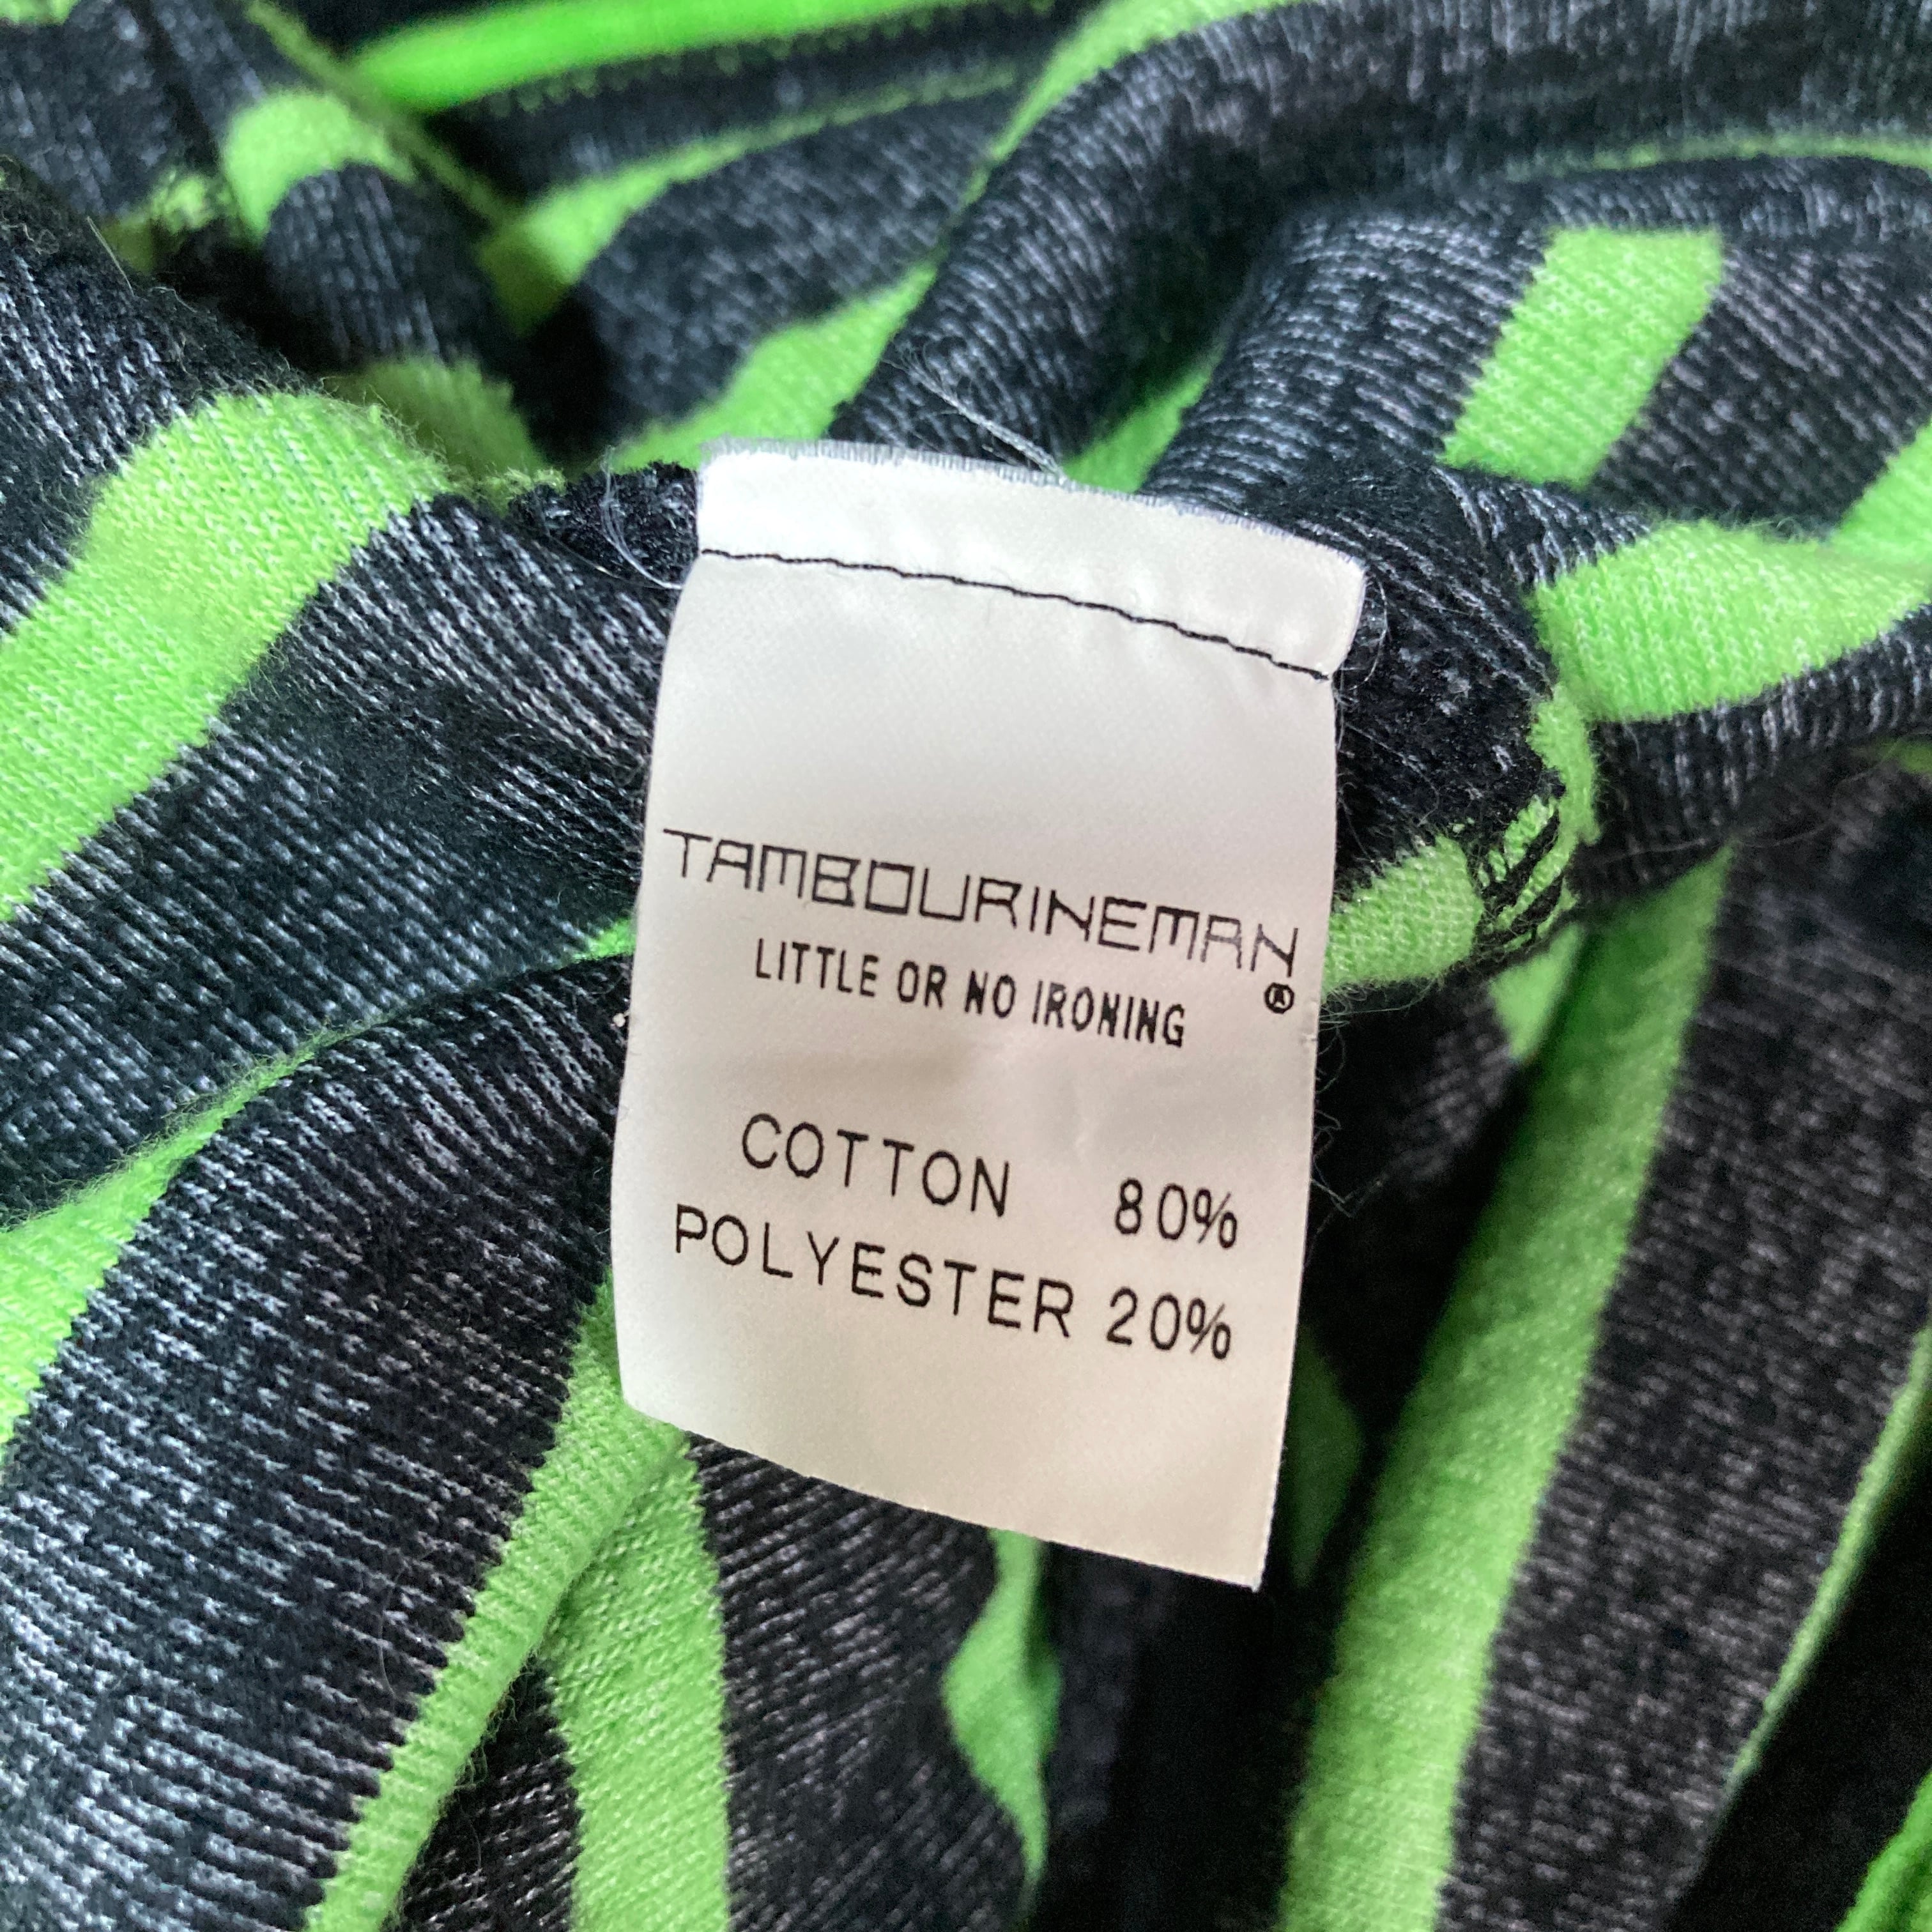 TAMBOURINEMAN®
LITTLE OR NO IRONING
COTTON 80%
POLYESTER 20%